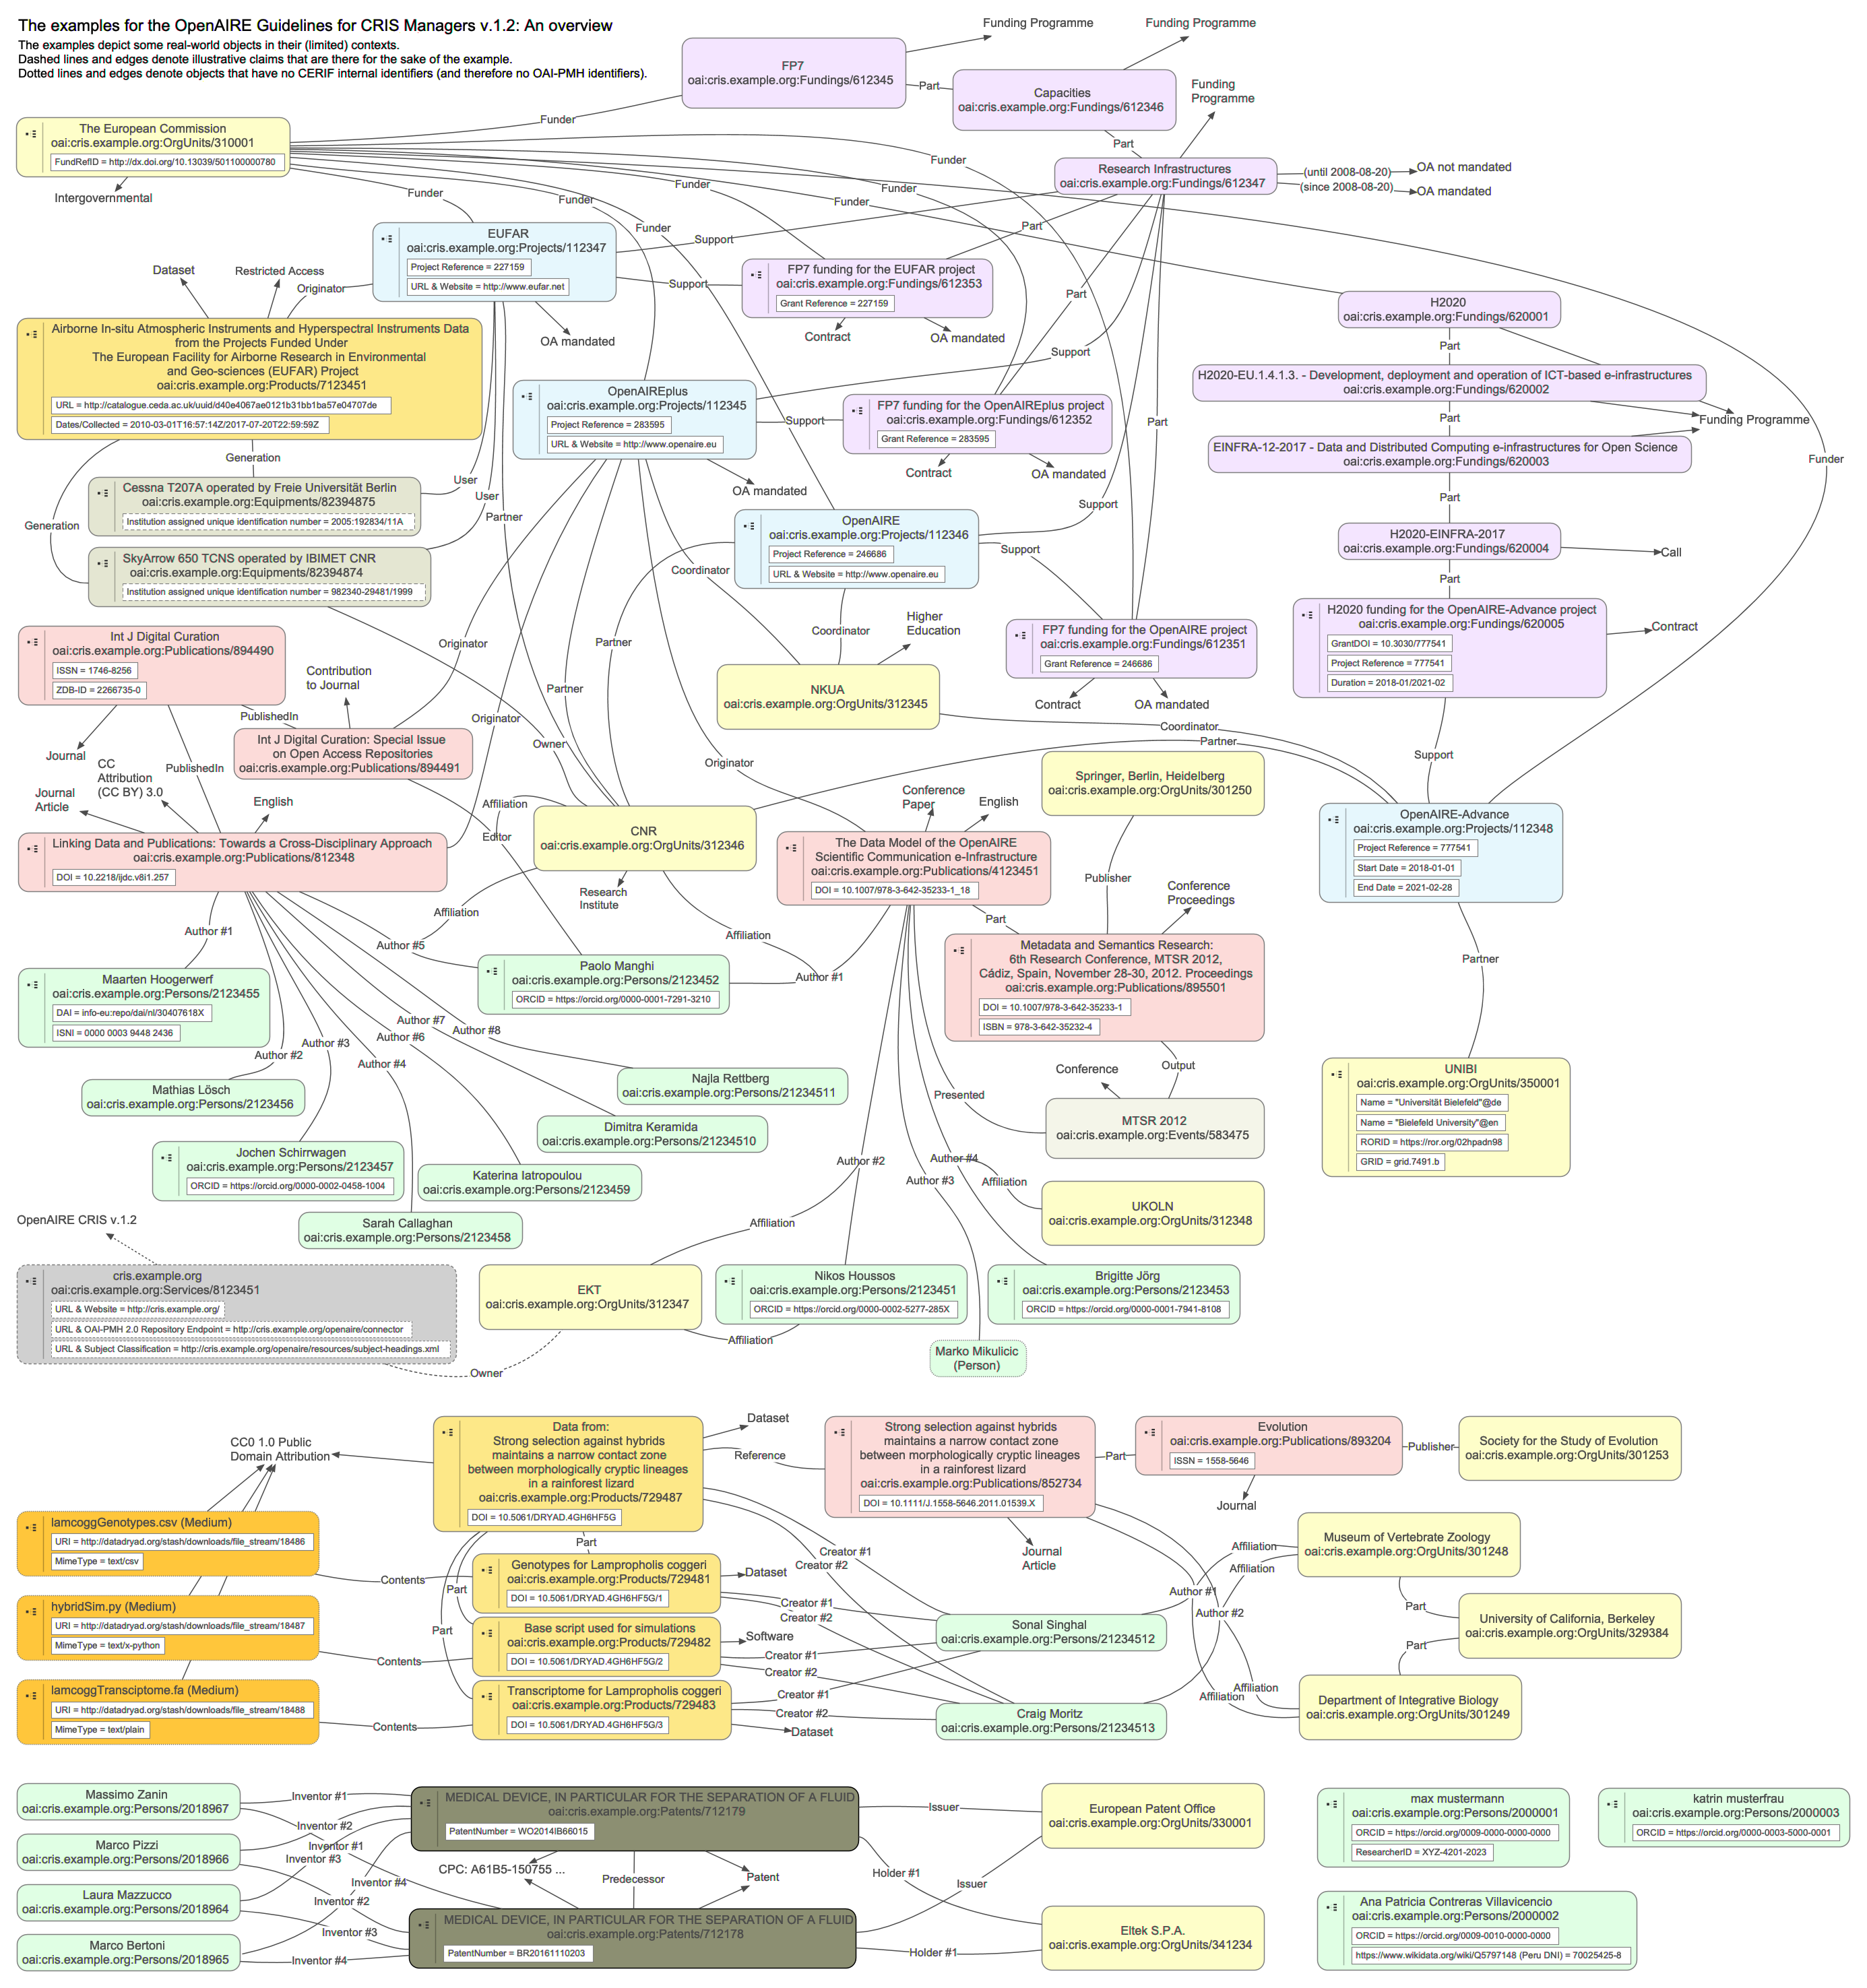 The examples for the OpenAIRE Guidelines for CRIS Managers v.1.2: An overview
The examples depict some real-world objects in their (limited) contexts.
Dashed lines and edges denote illustrative claims that are there for the sake of the example.
Dotted lines and edges denote objects that have no CERIF internal identifiers (and therefore no OAI-PMH identifiers).
Funding Programme
Funding Programme
FP7
oai:cris.example.org:Fundings/612345
Part
Capacities
oai:cris.example.org:Fundings/612346
Funding
Programme
Funder
The European Commission
oai:cris.example.org:OrgUnits/310001
FundRefID = http://dx.doi.org/10.13039/501100000780
Intergovernmental
Part
Funder
Research Infrastructures
oai:cris.example.org:Fundings/612347
(until 2008-08-20)
OA not mandated
(since 2008-08-20)
OA mandated
Funder
Funder
Funder
Funder
Funder
Funder
EUFAR
oai:cris.example.org:Projects/112347
Project Reference = 227159
URL & Website = http://www.eufar.net
Support
Part
Dataset
Restricted Access
Originator
Support
FP7 funding for the EUFAR project
oai:cris.example.org:Fundings/612353
Grant Reference = 227159
Contract
OA mandated
Part
H2020
oai:cris.example.org:Fundings/620001
Airborne In-situ Atmospheric Instruments and Hyperspectral Instruments Data
from the Projects Funded Under
The European Facility for Airborne Research in Environmental
and Geo-sciences (EUFAR) Project
oai:cris.example.org:Products/7123451
URL = http://catalogue.ceda.ac.uk/uuid/d40e4067ae0121b31bb1ba57e04707de
Dates/Collected = 2010-03-01T16:57:14Z/2017-07-20T22:59:59Z
OA mandated
Support
Part
H2020-EU.1.4.1.3. - Development, deployment and operation of ICT-based e-infrastructures
oai:cris.example.org:Fundings/620002
OpenAIREplus
oai:cris.example.org:Projects/112345
Project Reference = 283595
URL & Website = http://www.openaire.eu
Support
FP7 funding for the OpenAIREplus project
oai:cris.example.org:Fundings/612352
Grant Reference = 283595
Contract
OA mandated
Part
Part
Funding Programme
EINFRA-12-2017 - Data and Distributed Computing e-infrastructures for Open Science
oai:cris.example.org:Fundings/620003
Funder
Generation
OA mandated
User
User
Cessna T207A operated by Freie Universität Berlin
oai:cris.example.org:Equipments/82394875
Institution assigned unique identification number = 2005:192834/11A
Generation
Partner
Part
Support
OpenAIRE
oai:cris.example.org:Projects/112346
Project Reference = 246686
URL & Website = http://www.openaire.eu
Support
H2020-EINFRA-2017
oai:cris.example.org:Fundings/620004
Call
SkyArrow 650 TCNS operated by IBIMET CNR
oai:cris.example.org:Equipments/82394874
Institution assigned unique identification number = 982340-29481/1999
Coordinator
Part
H2020 funding for the OpenAIRE-Advance project
oai:cris.example.org:Fundings/620005
GrantDOI = 10.3030/777541
Project Reference = 777541
Duration = 2018-01/2021-02
Contract
Int J Digital Curation
oai:cris.example.org:Publications/894490
ISSN = 1746-8256
ZDB-ID = 2266735-0
Originator
Partner
Coordinator
Higher
Education
FP7 funding for the OpenAIRE project
oai:cris.example.org:Fundings/612351
Grant Reference = 246686
Contract
OA mandated
Contribution
to Journal
Partner
NKUA
oai:cris.example.org:OrgUnits/312345
PublishedIn
Originator
Coordinator
Partner
Int J Digital Curation: Special Issue
on Open Access Repositories
oai:cris.example.org:Publications/894491
Owner
Journal
PublishedIn
CC
Attribution
(CC BY) 3.0
Originator
Support
Springer, Berlin, Heidelberg
oai:cris.example.org:OrgUnits/301250
Journal
Article
English
Affiliation
Conference
Paper
English
Editor
CNR
oai:cris.example.org:OrgUnits/312346
OpenAIRE-Advance
oai:cris.example.org:Projects/112348
Project Reference = 777541
Start Date = 2018-01-01
End Date = 2021-02-28
Linking Data and Publications: Towards a Cross-Disciplinary Approach
oai:cris.example.org:Publications/812348
DOI = 10.2218/ijdc.v8i1.257
The Data Model of the OpenAIRE
Scientific Communication e-Infrastructure
oai:cris.example.org:Publications/4123451
DOI = 10.1007/978-3-642-35233-1_18
Publisher
Research
Institute
Conference
Proceedings
Affiliation
Part
Author #1
Author #5
Affiliation
Metadata and Semantics Research:
6th Research Conference, MTSR 2012,
Cádiz, Spain, November 28-30, 2012. Proceedings
oai:cris.example.org:Publications/895501
DOI = 10.1007/978-3-642-35233-1
ISBN = 978-3-642-35232-4
Partner
Maarten Hoogerwerf
oai:cris.example.org:Persons/2123455
DAI = info-eu:repo/dai/nl/30407618X
ISNI = 0000 0003 9448 2436
Paolo Manghi
oai:cris.example.org:Persons/2123452
ORCID = https://orcid.org/0000-0001-7291-3210
Author #1
Author #7
Author #8
Author #6
Author #3
Author #2
Author #4
Output
Conference
UNIBI
oai:cris.example.org:OrgUnits/350001
Name = "Universität Bielefeld"@de
Name = "Bielefeld University"@en
RORID = https://ror.org/02hpadn98
GRID = grid.7491.b
Mathias Lösch
oai:cris.example.org:Persons/2123456
Najla Rettberg
oai:cris.example.org:Persons/21234511
Presented
MTSR 2012
oai:cris.example.org:Events/583475
Dimitra Keramida
oai:cris.example.org:Persons/21234510
Jochen Schirrwagen
oai:cris.example.org:Persons/2123457
ORCID = https://orcid.org/0000-0002-0458-1004
Katerina Iatropoulou
oai:cris.example.org:Persons/2123459
Author #2
Author #4
Author #3
Affiliation
UKOLN
oai:cris.example.org:OrgUnits/312348
OpenAIRE CRIS v.1.2
Sarah Callaghan
oai:cris.example.org:Persons/2123458
Affiliation
cris.example.org
oai:cris.example.org:Services/8123451
URL & Website = http://cris.example.org/
URL & OAI-PMH 2.0 Repository Endpoint = http://cris.example.org/openaire/connector
URL & Subject Classification = http://cris.example.org/openaire/resources/subject-headings.xml
EKT
oai:cris.example.org:OrgUnits/312347
Nikos Houssos
oai:cris.example.org:Persons/2123451
ORCID = https://orcid.org/0000-0002-5277-285X
Brigitte Jörg
oai:cris.example.org:Persons/2123453
ORCID = https://orcid.org/0000-0001-7941-8108
Affiliation
Owner
Marko Mikulicic
(Person)
CC0 1.0 Public
Domain Attribution
Data from:
Strong selection against hybrids
maintains a narrow contact zone
between morphologically cryptic lineages
in a rainforest lizard
oai:cris.example.org:Products/729487
DOI = 10.5061/DRYAD.4GH6HF5G
Dataset
Reference
Strong selection against hybrids
maintains a narrow contact zone
between morphologically cryptic lineages
in a rainforest lizard
oai:cris.example.org:Publications/852734
DOI = 10.1111/J.1558-5646.2011.01539.X
Part
Evolution
oai:cris.example.org:Publications/893204
ISSN = 1558-5646
Publisher
Society for the Study of Evolution
oai:cris.example.org:OrgUnits/301253
Journal
lamcoggGenotypes.csv (Medium)
URI = http://datadryad.org/stash/downloads/file_stream/18486
MimeType = text/csv
Part
Creator #1
Creator #2
Journal
Article
Affiliation
Affiliation
Museum of Vertebrate Zoology
oai:cris.example.org:OrgUnits/301248
Contents
Part
Genotypes for Lampropholis coggeri
oai:cris.example.org:Products/729481
DOI = 10.5061/DRYAD.4GH6HF5G/1
Dataset
Creator #1
Creator #2
Author #1
Author #2
Part
hybridSim.py (Medium)
URI = http://datadryad.org/stash/downloads/file_stream/18487
MimeType = text/x-python
Part
Contents
Base script used for simulations
oai:cris.example.org:Products/729482
DOI = 10.5061/DRYAD.4GH6HF5G/2
Software
Creator #1
Creator #2
Sonal Singhal
oai:cris.example.org:Persons/21234512
University of California, Berkeley
oai:cris.example.org:OrgUnits/329384
Part
lamcoggTransciptome.fa (Medium)
URI = http://datadryad.org/stash/downloads/file_stream/18488
MimeType = text/plain
Contents
Transcriptome for Lampropholis coggeri
oai:cris.example.org:Products/729483
DOI = 10.5061/DRYAD.4GH6HF5G/3
Creator #1
Creator #2
Dataset
Craig Moritz
oai:cris.example.org:Persons/21234513
Affiliation
Affiliation
Department of Integrative Biology
oai:cris.example.org:OrgUnits/301249
Massimo Zanin
oai:cris.example.org:Persons/2018967
Inventor #1
Inventor #2
Inventor #1
Inventor #3
Inventor #4
Inventor #2
Inventor #3
Inventor #4
MEDICAL DEVICE, IN PARTICULAR FOR THE SEPARATION OF A FLUID
oai:cris.example.org:Patents/712179
PatentNumber = WO2014IB66015
Issuer
European Patent Office
oai:cris.example.org:OrgUnits/330001
max mustermann
oai:cris.example.org:Persons/2000001
ORCID = https://orcid.org/0009-0000-0000-0000
ResearcherID = XYZ-4201-2023
katrin musterfrau
oai:cris.example.org:Persons/2000003
ORCID = https://orcid.org/0000-0003-5000-0001
Marco Pizzi
oai:cris.example.org:Persons/2018966
CPC: A61B5-150755 ...
Predecessor
Patent
Holder #1
Issuer
Laura Mazzucco
oai:cris.example.org:Persons/2018964
Marco Bertoni
oai:cris.example.org:Persons/2018965
MEDICAL DEVICE, IN PARTICULAR FOR THE SEPARATION OF A FLUID
oai:cris.example.org:Patents/712178
PatentNumber = BR20161110203
Holder #1
Eltek S.P.A.
oai:cris.example.org:OrgUnits/341234
Ana Patricia Contreras Villavicencio
oai:cris.example.org:Persons/2000002
ORCID = https://orcid.org/0009-0010-0000-0000
https://www.wikidata.org/wiki/Q5797148 (Peru DNI) = 70025425-8